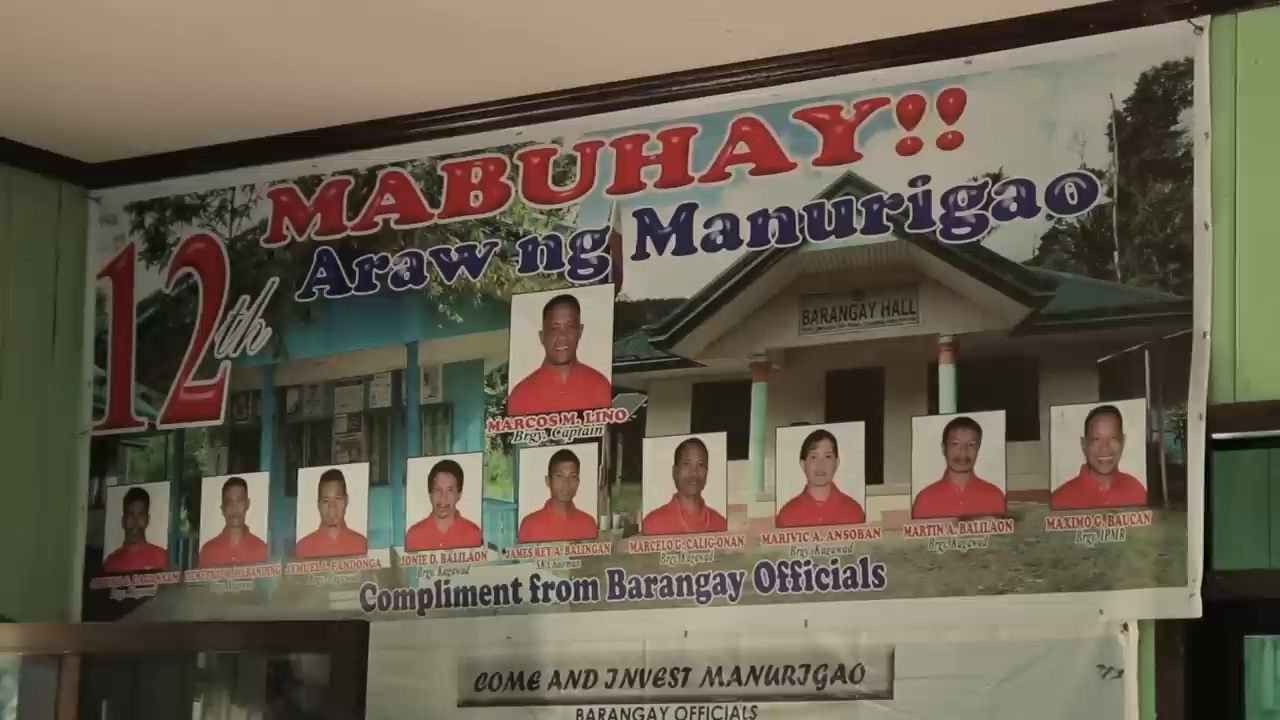 MABUHAY!!
12th Araw ng Manurigao
BARANGAY HALL
MARCOS M. LINO
Brgy. Captain
JONIE D. BALILAON
Brgy. Kagawad
JAMES REY A. BALINGAN
SK Chairman
MARCELO G. CALIG-ONAN
Brgy. Kagawad
MARIVIC A. ANSOBAN
Brgy. Kagawad
MARTIN A. BALILAON
Brgy. Kagawad
MAXIMO G. BAUCAN
Brgy. IPMR
JEHUEL L. PANDONGA
Compliment from Barangay Officials
COME AND INVEST MANURIGAO
BARANGAY OFFICIALS